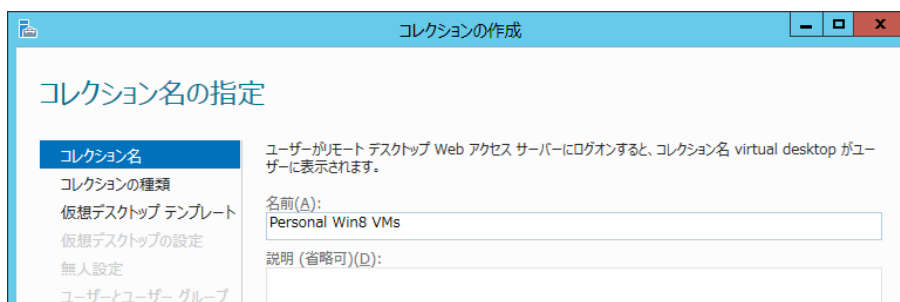 コレクションの作成
コレクション名の指定
コレクション名
コレクションの種類
仮想デスクトップ テンプレート
仮想デスクトップの設定
無人設定
ユーザーとユーザー グループ
ユーザーがリモート デスクトップ Web アクセス サーバーにログオンすると、コレクション名 virtual desktop がユー
ザーに表示されます。
名前(A):
Personal Win8 VMs
説明 (省略可)(D):